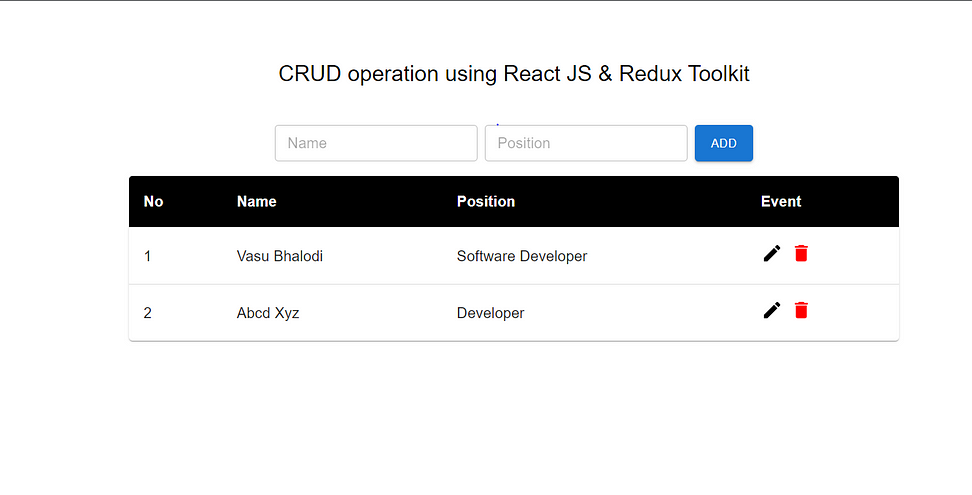 CRUD operation using React JS & Redux Toolkit
Name Position ADD
No Name Position Event
1 Vasu Bhalodi Software Developer
2 Abcd Xyz Developer